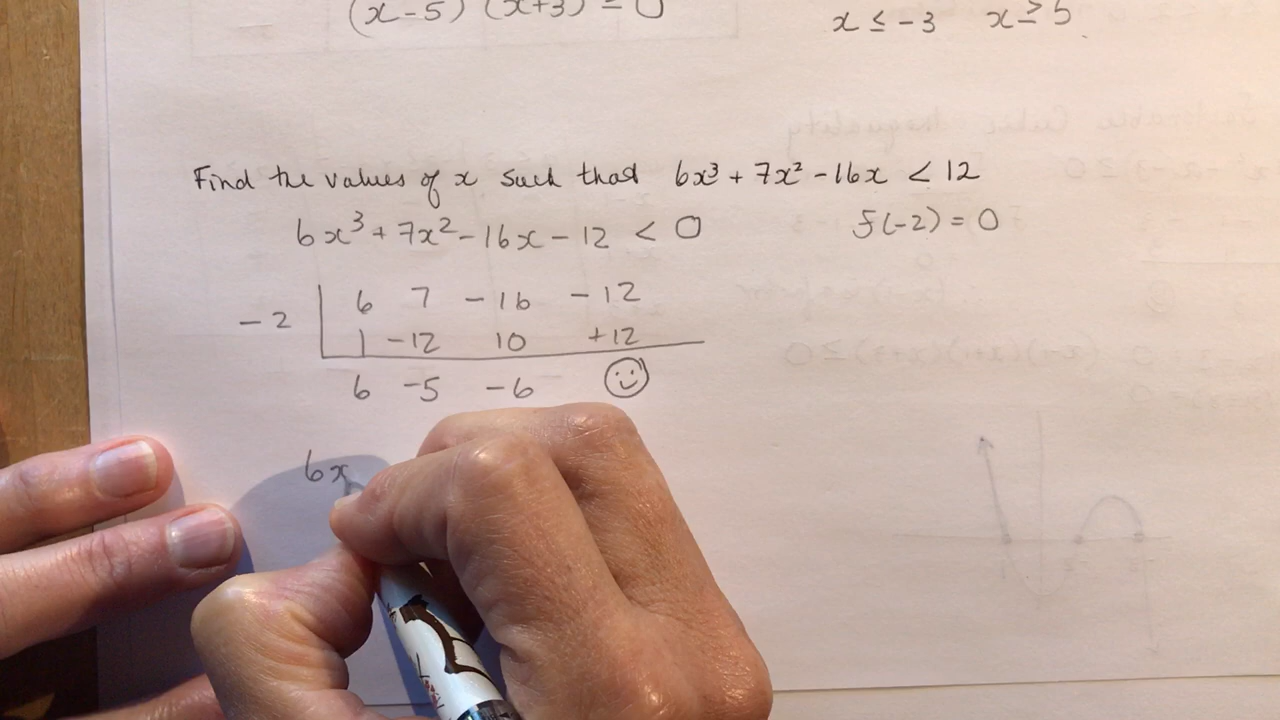 (x-5) (x+3) ≥ 0
x ≤ -3 x ≥ 5
Find the values of x such that 6x³ + 7x² - 16x < 12
6x³ + 7x² - 16x - 12 < 0 f(-2) = 0
6 7 -16 -12
-2
↓ -12 10 +12
6 -5 -6 ☺
6x